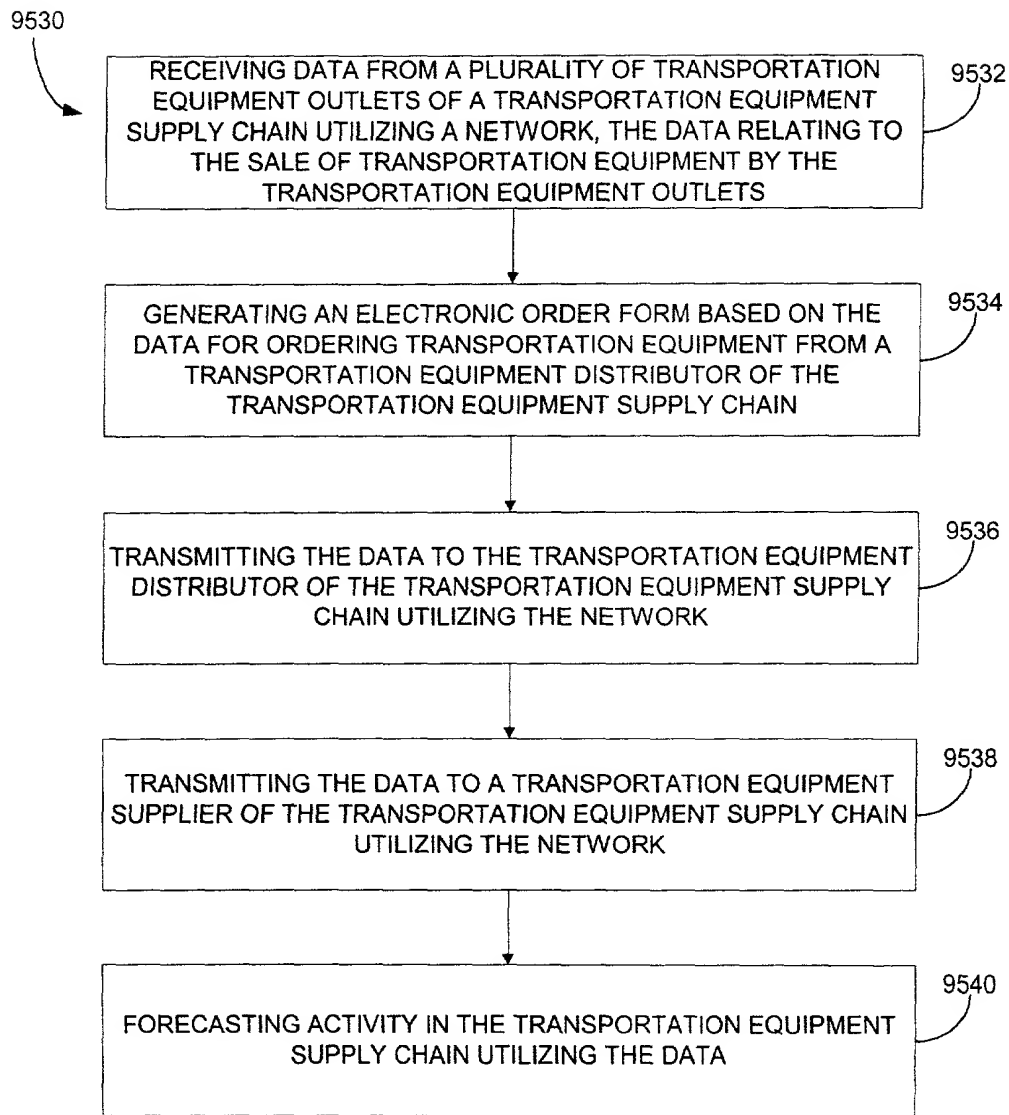 9530
RECEIVING DATA FROM A PLURALITY OF TRANSPORTATION
EQUIPMENT OUTLETS OF A TRANSPORTATION EQUIPMENT
SUPPLY CHAIN UTILIZING A NETWORK, THE DATA RELATING TO
THE SALE OF TRANSPORTATION EQUIPMENT BY THE
TRANSPORTATION EQUIPMENT OUTLETS
9532
GENERATING AN ELECTRONIC ORDER FORM BASED ON THE
DATA FOR ORDERING TRANSPORTATION EQUIPMENT FROM A
TRANSPORTATION EQUIPMENT DISTRIBUTOR OF THE
TRANSPORTATION EQUIPMENT SUPPLY CHAIN
9534
TRANSMITTING THE DATA TO THE TRANSPORTATION EQUIPMENT
DISTRIBUTOR OF THE TRANSPORTATION EQUIPMENT SUPPLY
CHAIN UTILIZING THE NETWORK
9536
TRANSMITTING THE DATA TO A TRANSPORTATION EQUIPMENT
SUPPLIER OF THE TRANSPORTATION EQUIPMENT SUPPLY CHAIN
UTILIZING THE NETWORK
9538
FORECASTING ACTIVITY IN THE TRANSPORTATION EQUIPMENT
SUPPLY CHAIN UTILIZING THE DATA
9540